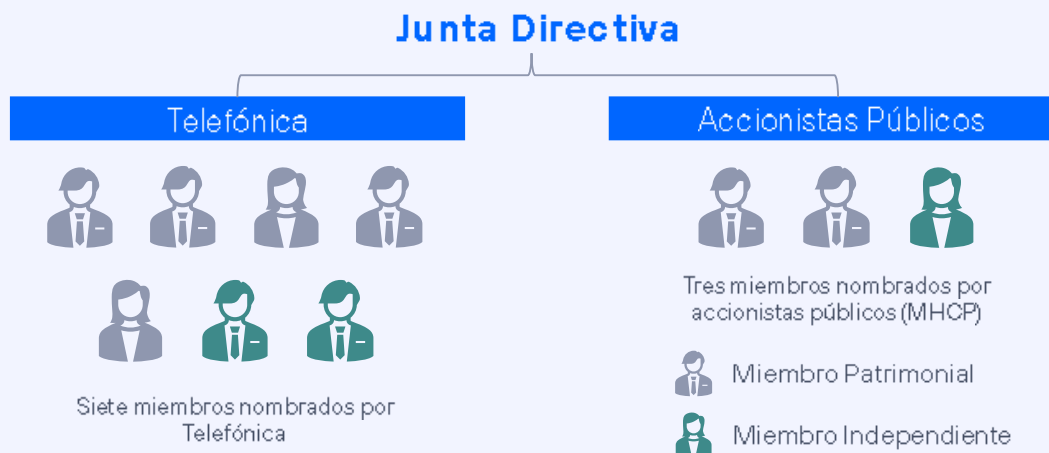 Junta Directiva
Telefónica
Accionistas Públicos
Siete miembros nombrados por
Telefónica
Tres miembros nombrados por
accionistas públicos (MHCP)
Miembro Patrimonial
Miembro Independiente